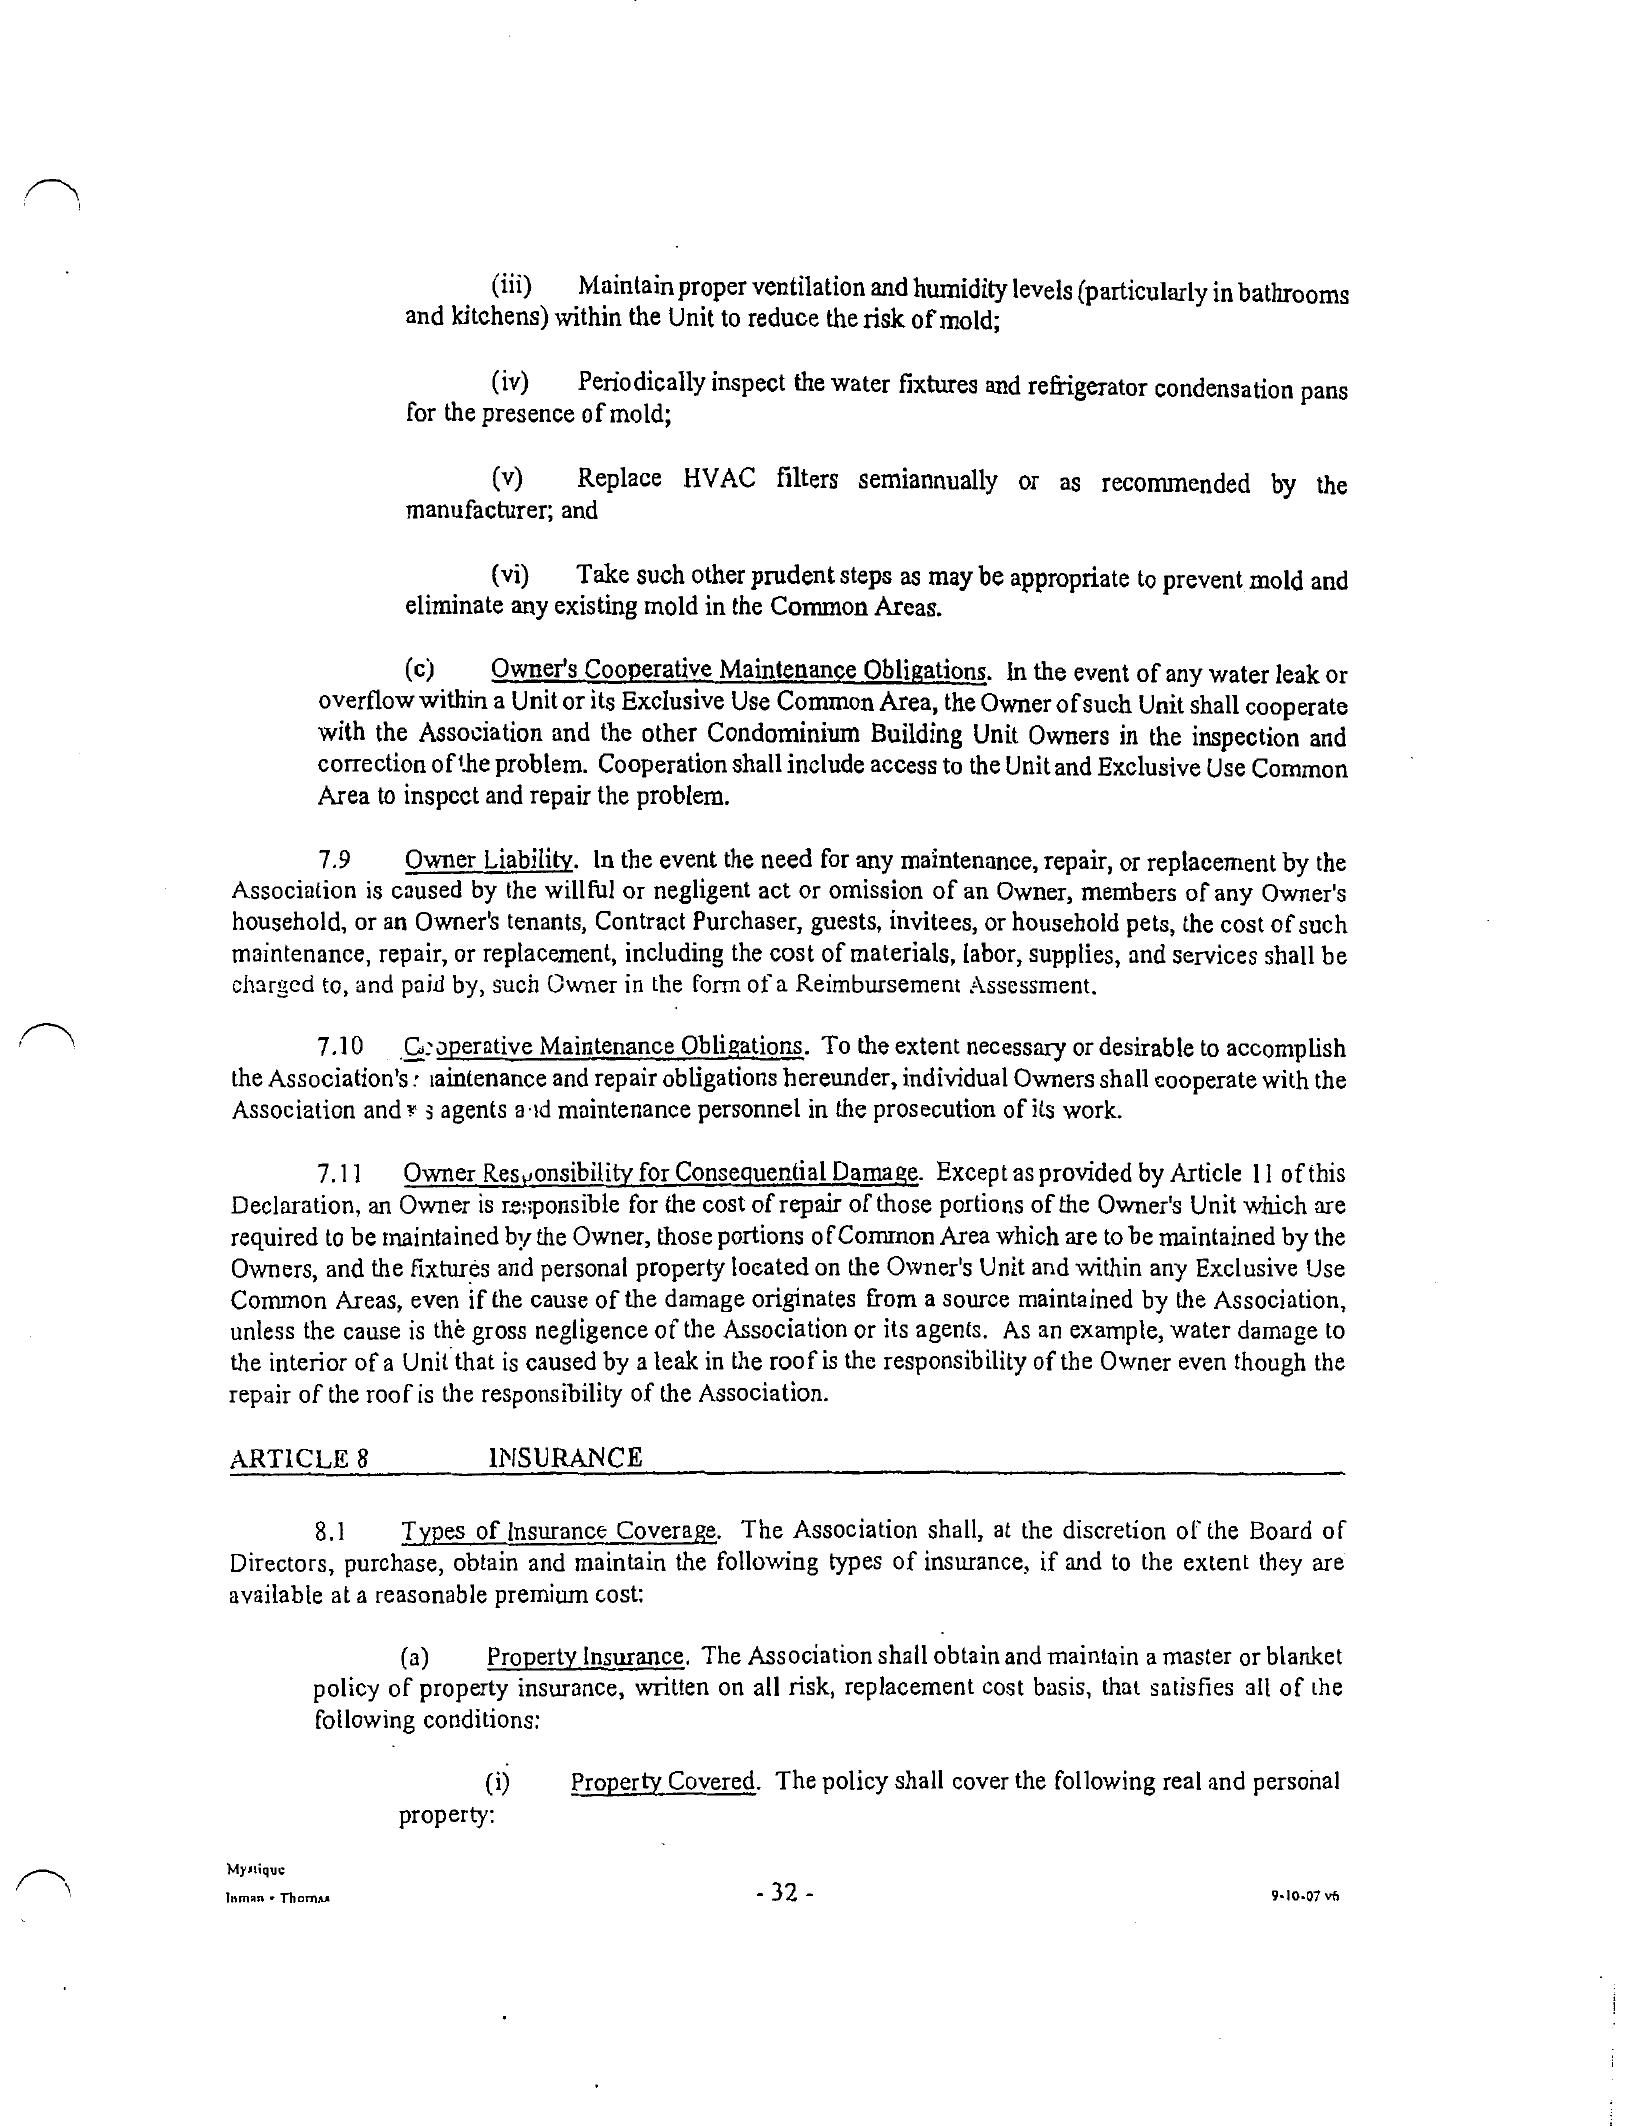 (iii) Maintain proper ventilation and humidity levels (particularly in bathrooms
and kitchens) within the Unit to reduce the risk of mold;
(iv) Periodically inspect the water fixtures and refrigerator condensation pans
for the presence of mold;
(v) Replace HVAC filters semiannually or as recommended by the
manufacturer; and
(vi) Take such other prudent steps as may be appropriate to prevent mold and
eliminate any existing mold in the Common Areas.
(c) Owner's Cooperative Maintenance Obligations. In the event of any water leak or
overflow within a Unit or its Exclusive Use Common Area, the Owner of such Unit shall cooperate
with the Association and the other Condominium Building Unit Owners in the inspection and
correction of the problem. Cooperation shall include access to the Unit and Exclusive Use Common
Area to inspect and repair the problem.
7.9 Owner Liability. In the event the need for any maintenance, repair, or replacement by the
Association is caused by the willful or negligent act or omission of an Owner, members of any Owner's
household, or an Owner's tenants, Contract Purchaser, guests, invitees, or household pets, the cost of such
maintenance, repair, or replacement, including the cost of materials, labor, supplies, and services shall be
charged to, and paid by, such Owner in the form of a Reimbursement Assessment.
7.10 Cooperative Maintenance Obligations. To the extent necessary or desirable to accomplish
the Association's maintenance and repair obligations hereunder, individual Owners shall cooperate with the
Association and agents and maintenance personnel in the prosecution of its work.
7.11 Owner Responsibility for Consequential Damage. Except as provided by Article 11 of this
Declaration, an Owner is responsible for the cost of repair of those portions of the Owner's Unit which are
required to be maintained by the Owner, those portions of Common Area which are to be maintained by the
Owners, and the fixtures and personal property located on the Owner's Unit and within any Exclusive Use
Common Areas, even if the cause of the damage originates from a source maintained by the Association,
unless the cause is the gross negligence of the Association or its agents. As an example, water damage to
the interior of a Unit that is caused by a leak in the roof is the responsibility of the Owner even though the
repair of the roof is the responsibility of the Association.
ARTICLE 8 INSURANCE
8.1 Types of Insurance Coverage. The Association shall, at the discretion of the Board of
Directors, purchase, obtain and maintain the following types of insurance, if and to the extent they are
available at a reasonable premium cost:
(a) Property Insurance. The Association shall obtain and maintain a master or blanket
policy of property insurance, written on all risk, replacement cost basis, that satisfies all of the
following conditions:
(i) Property Covered. The policy shall cover the following real and personal
property:
Mystique
Inman • Thomas
- 32 -
9-10-07 v6